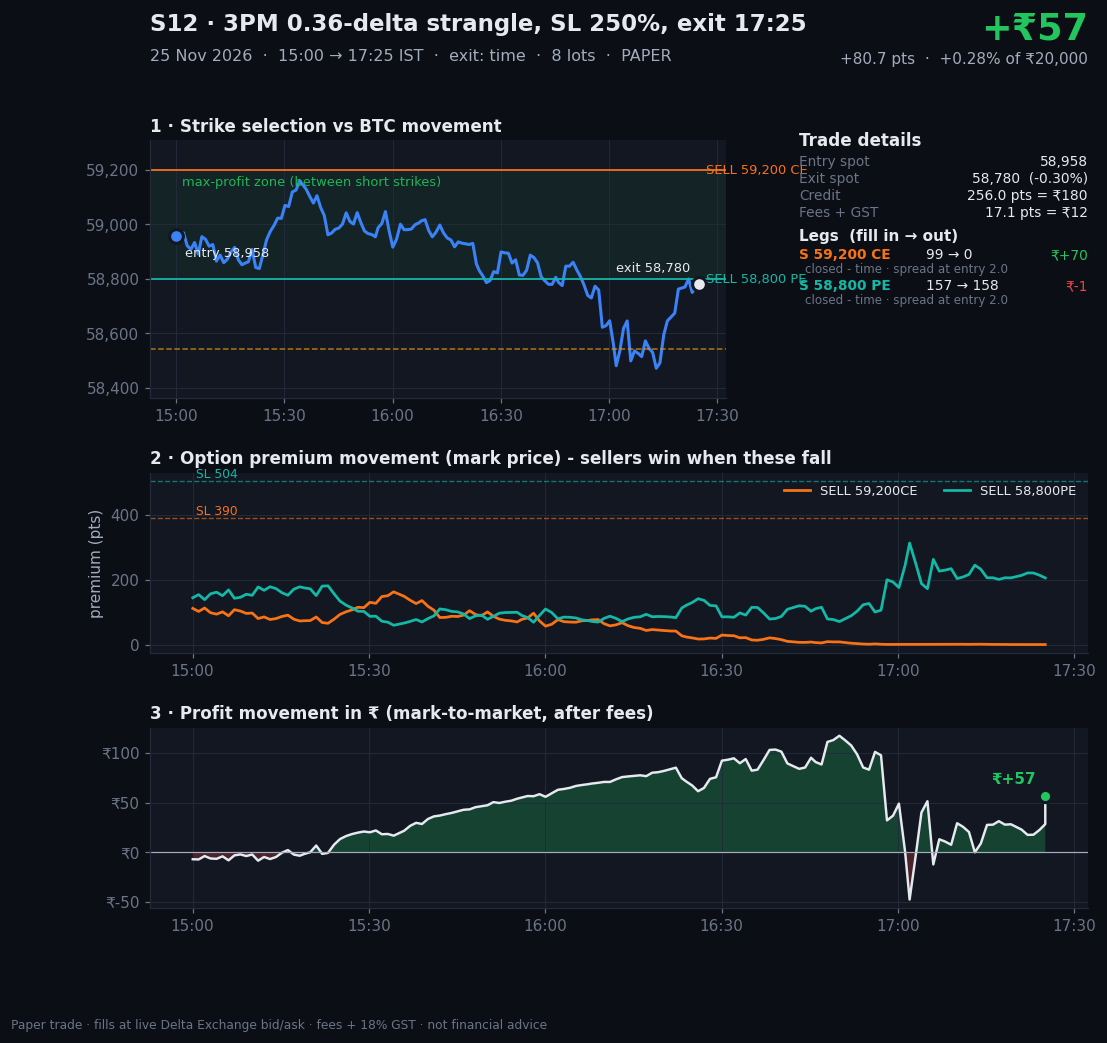 S12 · 3PM 0.36-delta strangle, SL 250%, exit 17:25
+₹57
25 Nov 2026 · 15:00 → 17:25 IST · exit: time · 8 lots · PAPER
+80.7 pts · +0.28% of ₹20,000
1 · Strike selection vs BTC movement
59,200
59,000
58,800
58,600
58,400
SELL 59,200 CE
max-profit zone (between short strikes)
entry 58,958
exit 58,780
SELL 58,800 PE
15:00 15:30 16:00 16:30 17:00 17:30
Trade details
Entry spot 58,958
Exit spot 58,780 (-0.30%)
Credit 256.0 pts = ₹180
Fees + GST 17.1 pts = ₹12
Legs (fill in → out)
S 59,200 CE 99 → 0 ₹+70
closed - time · spread at entry 2.0
S 58,800 PE 157 → 158 ₹-1
closed - time · spread at entry 2.0
2 · Option premium movement (mark price) - sellers win when these fall
SL 504
SL 390
SELL 59,200CE SELL 58,800PE
premium (pts)
400
200
0
15:00 15:30 16:00 16:30 17:00 17:30
3 · Profit movement in ₹ (mark-to-market, after fees)
₹100
₹50
₹0
₹-50
₹+57
15:00 15:30 16:00 16:30 17:00 17:30
Paper trade · fills at live Delta Exchange bid/ask · fees + 18% GST · not financial advice